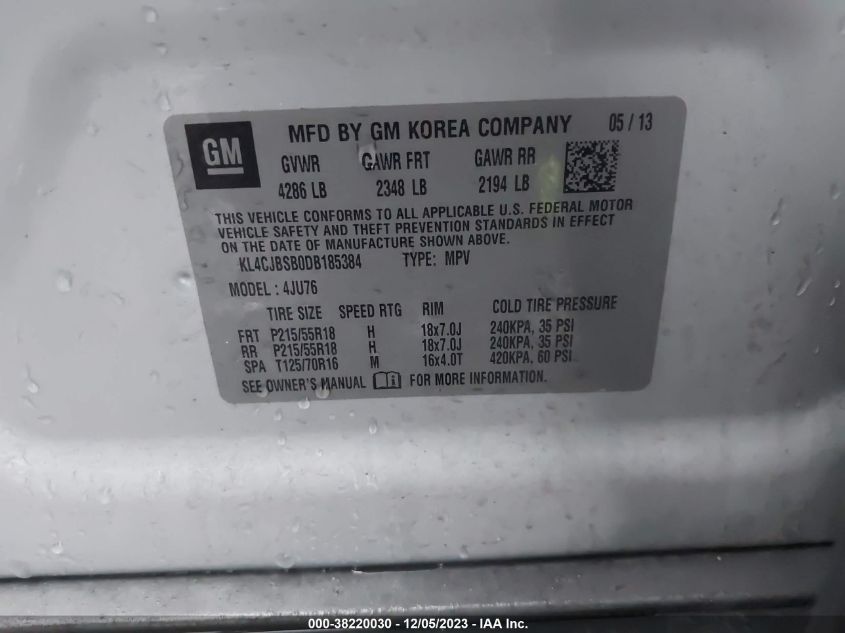 GM MFD BY GM KOREA COMPANY 05 / 13
GVWR GAWR FRT GAWR RR
4286 LB 2348 LB 2194 LB
THIS VEHICLE CONFORMS TO ALL APPLICABLE U.S. FEDERAL MOTOR
VEHICLE SAFETY AND THEFT PREVENTION STANDARDS IN EFFECT
ON THE DATE OF MANUFACTURE SHOWN ABOVE.
KL4CJBSB0DB185384 TYPE: MPV
MODEL : 4JU76
TIRE SIZE SPEED RTG RIM COLD TIRE PRESSURE
FRT P215/55R18 H 18x7.0J 240KPA, 35 PSI
RR P215/55R18 H 18x7.0J 240KPA, 35 PSI
SPA T125/70R16 M 16x4.0T 420KPA, 60 PSI
SEE OWNER'S MANUAL FOR MORE INFORMATION.
000-38220030 - 12/05/2023 - IAA Inc.